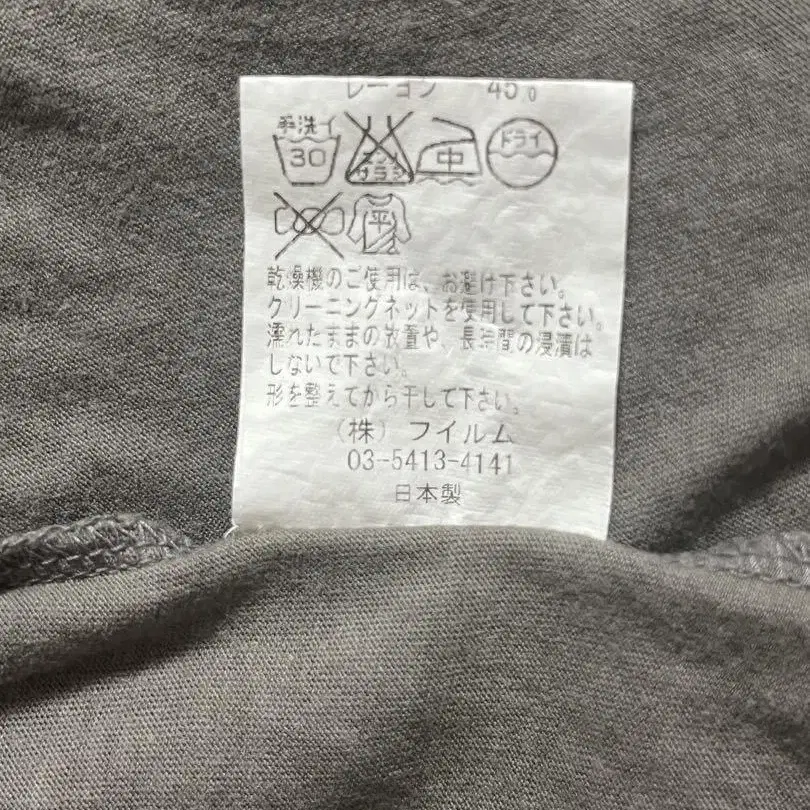 レーヨン 45%
手洗イ
30
エンソ
サラシ
中
ドライ
平
乾燥機のご使用は、お避け下さい。
クリーニングネットを使用して下さい。
濡れたままの放置や、長時間の浸漬は
しないで下さい。
形を整えてから干して下さい。
（株）フイルム
03-5413-4141
日本製